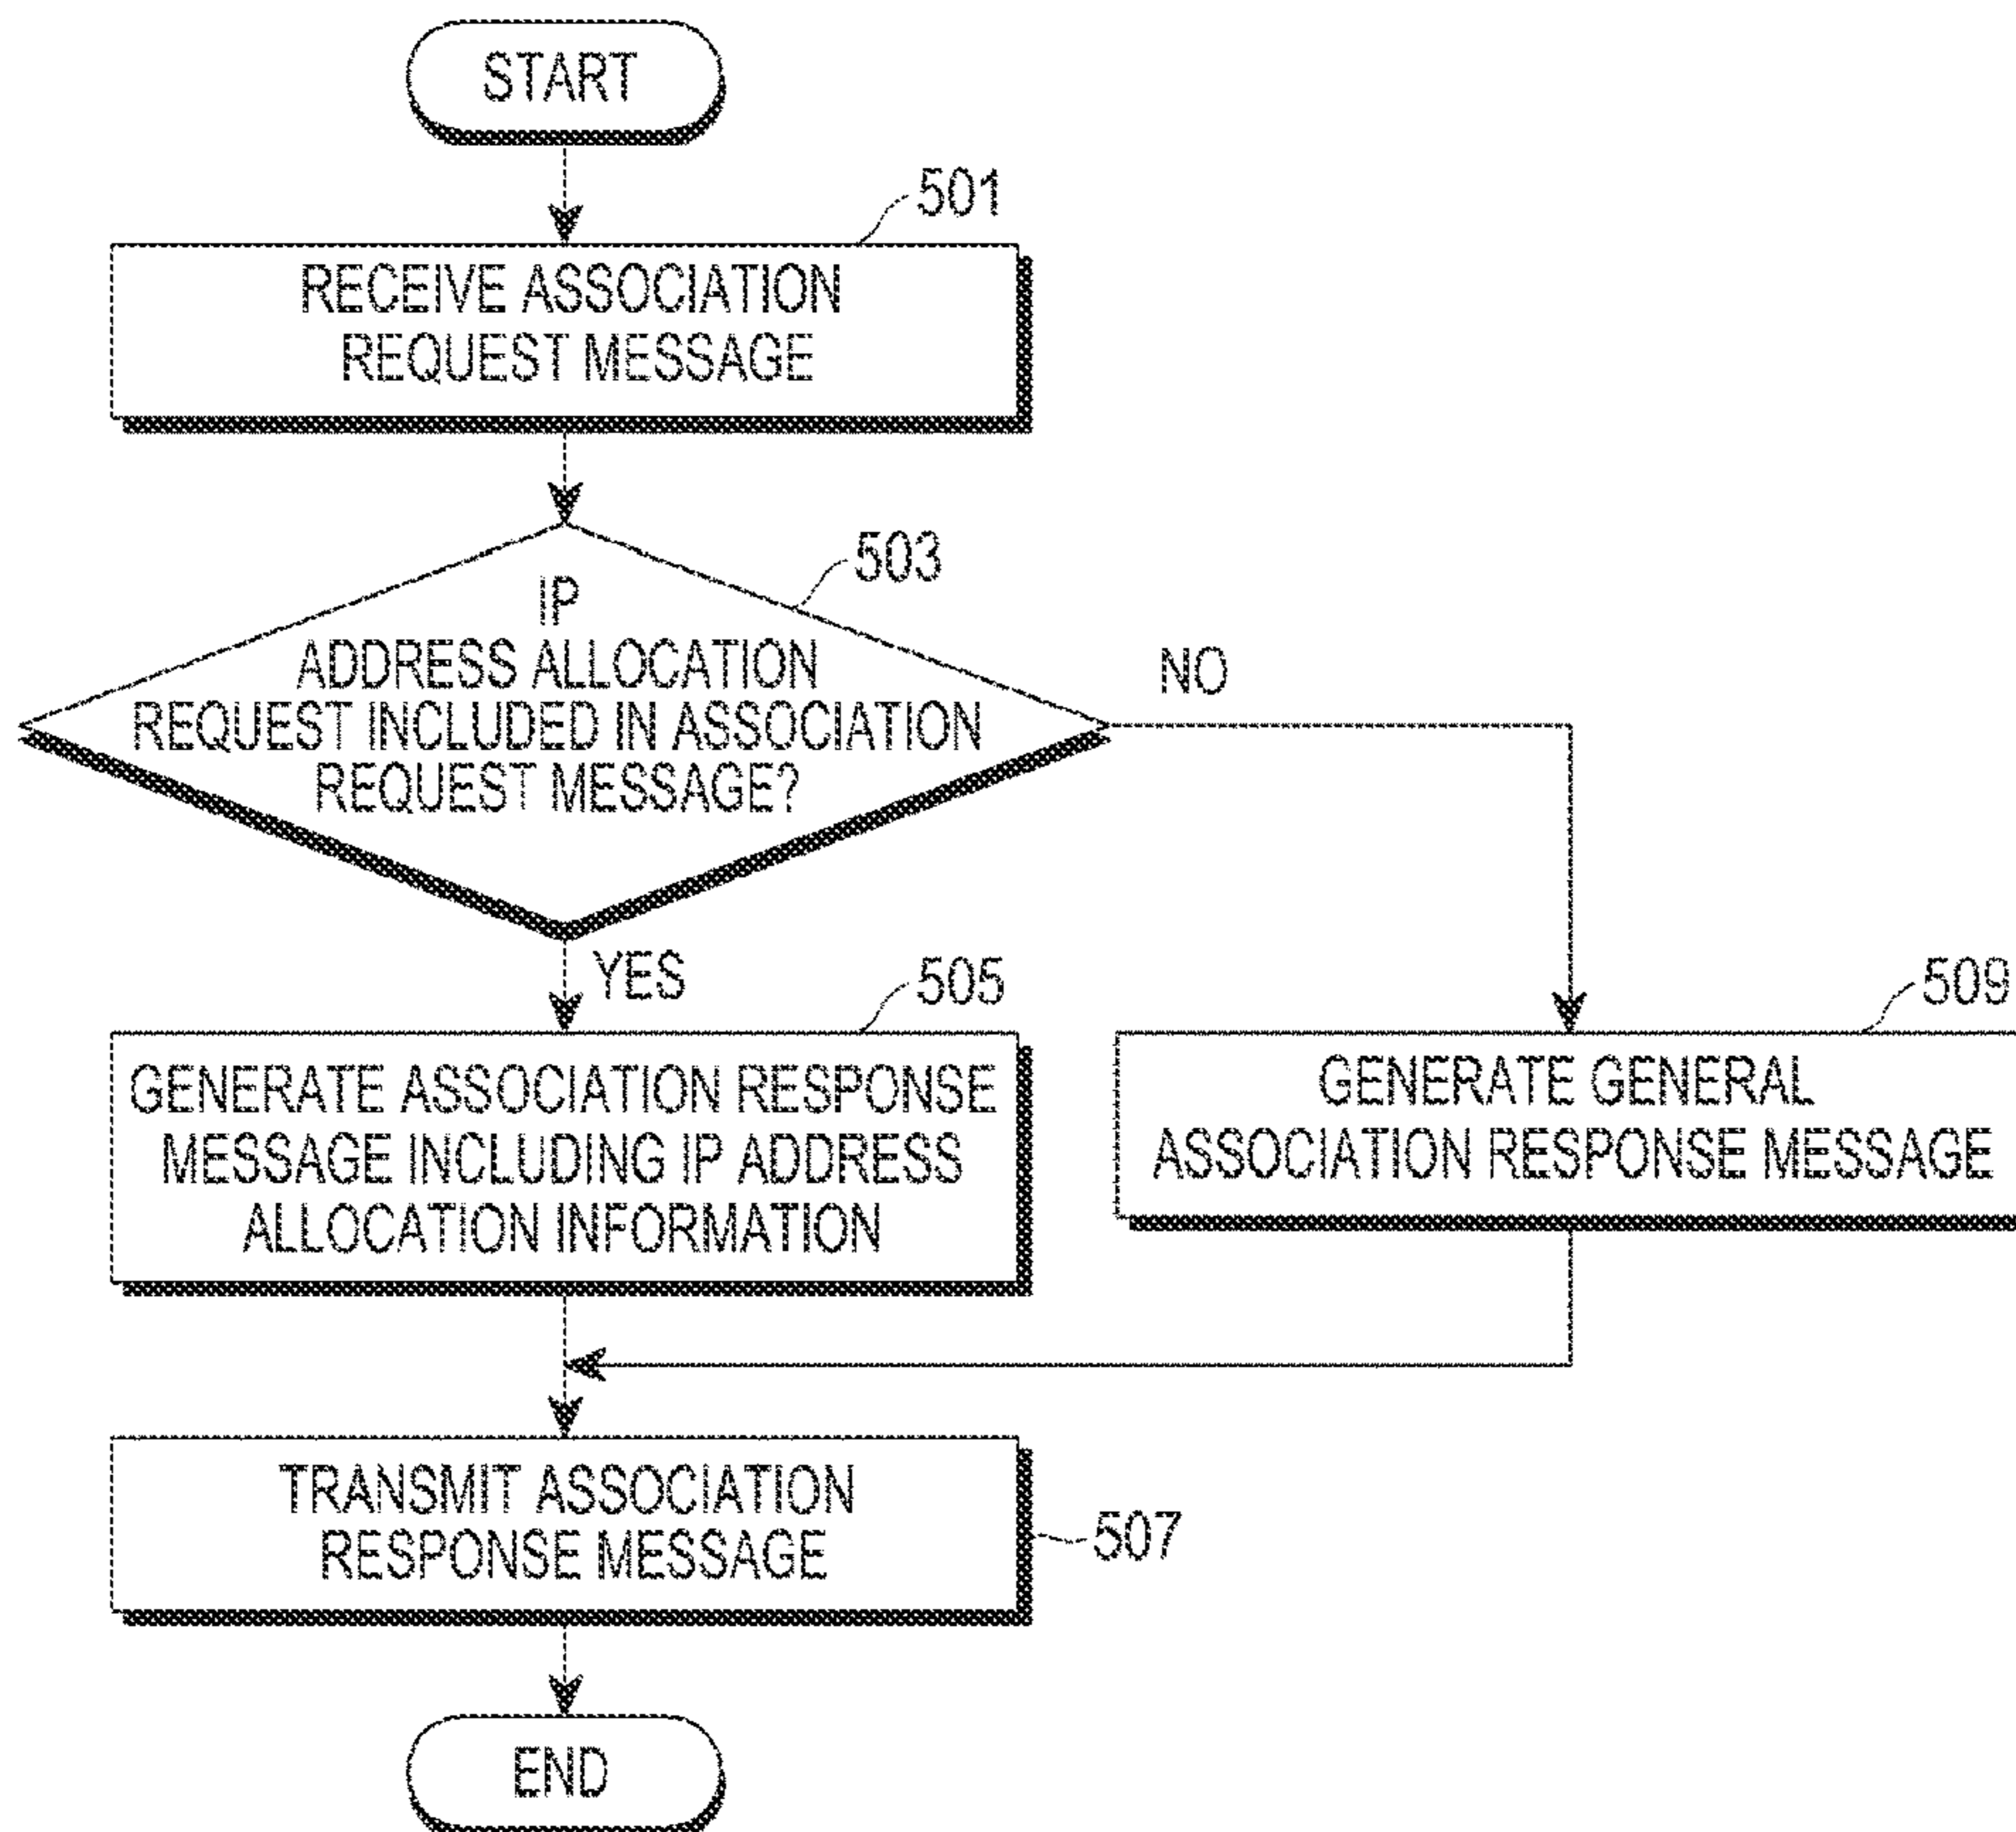 START
501
RECEIVE ASSOCIATION
REQUEST MESSAGE
503
IP
ADDRESS ALLOCATION
REQUEST INCLUDED IN ASSOCIATION
REQUEST MESSAGE?
NO
YES
505
GENERATE ASSOCIATION RESPONSE
MESSAGE INCLUDING IP ADDRESS
ALLOCATION INFORMATION
509
GENERATE GENERAL
ASSOCIATION RESPONSE MESSAGE
TRANSMIT ASSOCIATION
RESPONSE MESSAGE
507
END